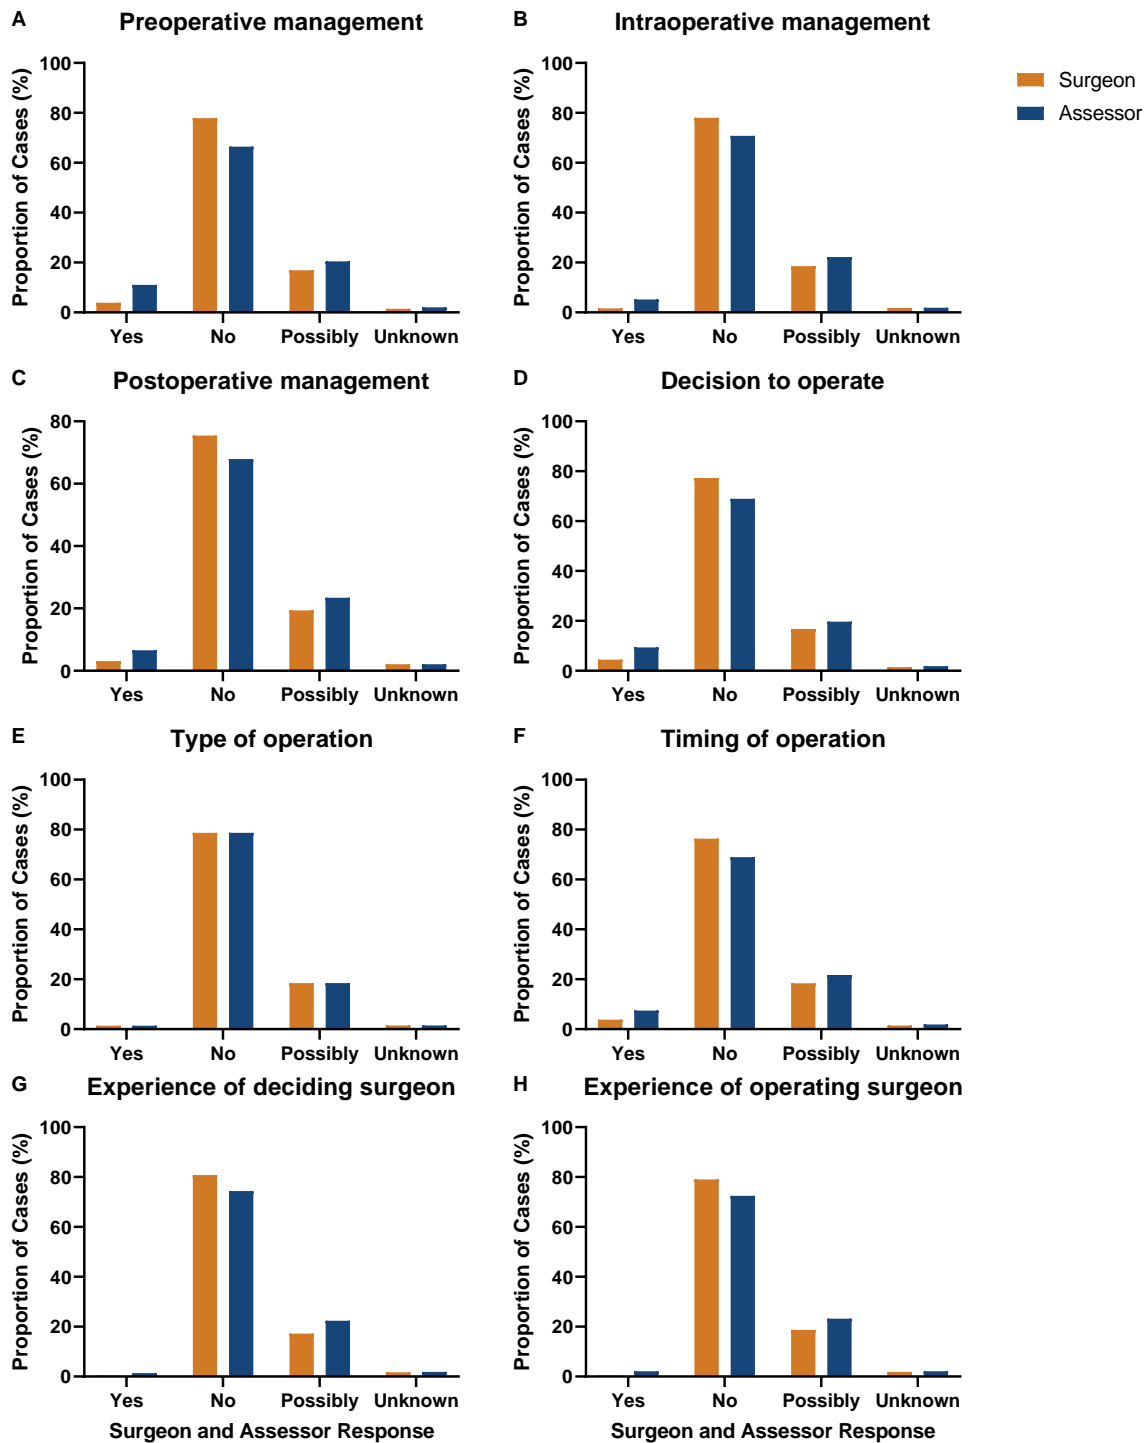 A Preoperative management
Proportion of Cases (%)
100
80
60
40
20
0
Yes No Possibly Unknown
B Intraoperative management
Proportion of Cases (%)
100
80
60
40
20
0
Yes No Possibly Unknown
Surgeon
Assessor
C Postoperative management
Proportion of Cases (%)
80
60
40
20
0
Yes No Possibly Unknown
D Decision to operate
Proportion of Cases (%)
100
80
60
40
20
0
Yes No Possibly Unknown
E Type of operation
Proportion of Cases (%)
100
80
60
40
20
0
Yes No Possibly Unknown
F Timing of operation
Proportion of Cases (%)
100
80
60
40
20
0
Yes No Possibly Unknown
G Experience of deciding surgeon
Proportion of Cases (%)
100
80
60
40
20
0
Yes No Possibly Unknown
Surgeon and Assessor Response
H Experience of operating surgeon
Proportion of Cases (%)
100
80
60
40
20
0
Yes No Possibly Unknown
Surgeon and Assessor Response